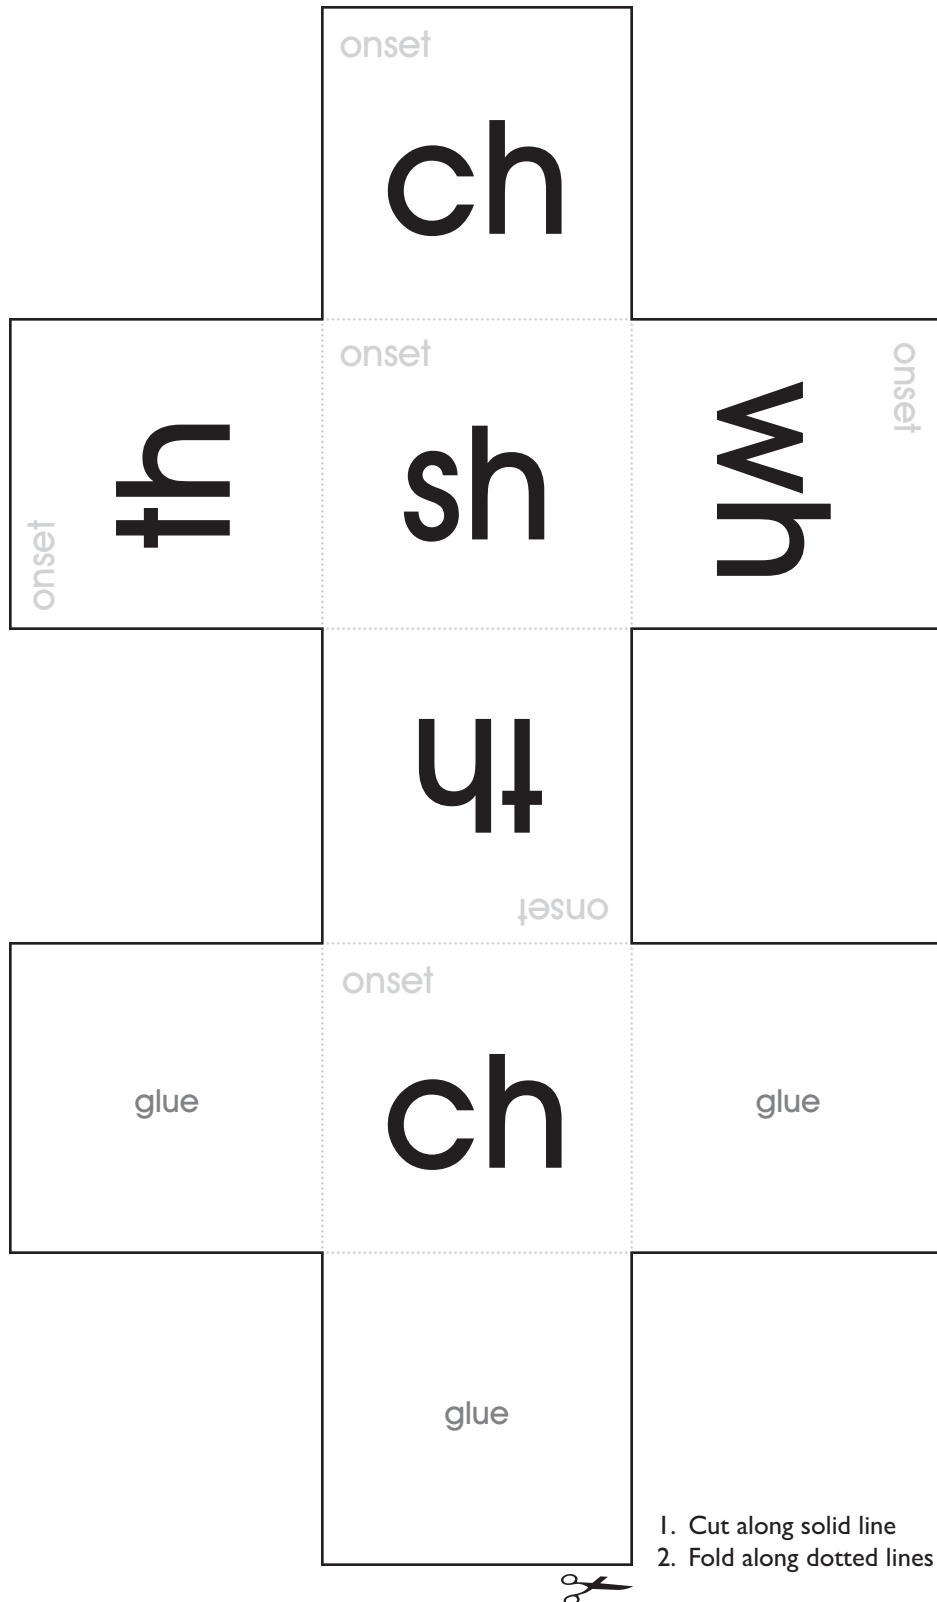 onset
ch
onset
th
onset
sh
onset
wh
th
onset
onset
ch
glue
glue
glue
1. Cut along solid line
2. Fold along dotted lines